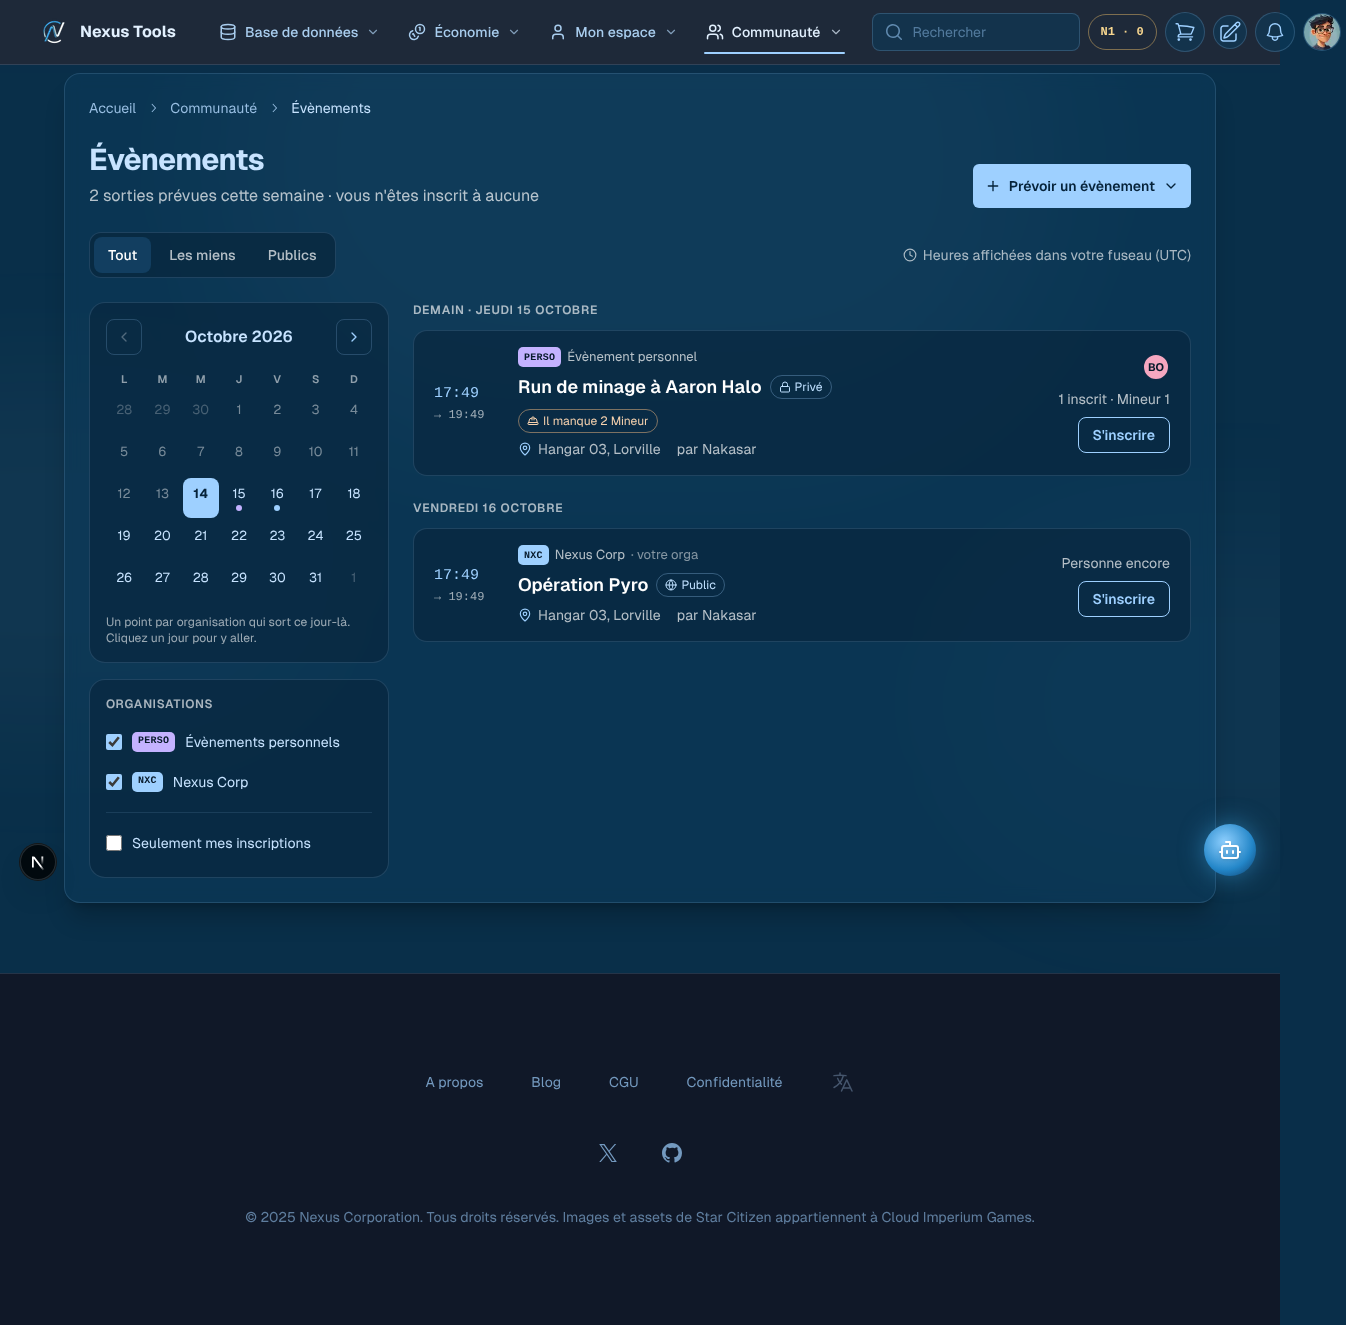 Nexus Tools
Base de données
Économie
Mon espace
Communauté
Rechercher
N1 · 0
Accueil > Communauté > Évènements
Évènements
2 sorties prévues cette semaine · vous n'êtes inscrit à aucune
+ Prévoir un évènement
Tout
Les miens
Publics
Heures affichées dans votre fuseau (UTC)
Octobre 2026
L M M J V S D
28 29 30 1 2 3 4
5 6 7 8 9 10 11
12 13 14 15 16 17 18
19 20 21 22 23 24 25
26 27 28 29 30 31 1
Un point par organisation qui sort ce jour-là.
Cliquez un jour pour y aller.
ORGANISATIONS
PERSO Évènements personnels
NXC Nexus Corp
Seulement mes inscriptions
DEMAIN · JEUDI 15 OCTOBRE
17:49
→ 19:49
PERSO Évènement personnel
Run de minage à Aaron Halo Privé
Il manque 2 Mineur
Hangar 03, Lorville par Nakasar
BO
1 inscrit · Mineur 1
S'inscrire
VENDREDI 16 OCTOBRE
17:49
→ 19:49
NXC Nexus Corp · votre orga
Opération Pyro Public
Hangar 03, Lorville par Nakasar
Personne encore
S'inscrire
N
A propos
Blog
CGU
Confidentialité
© 2025 Nexus Corporation. Tous droits réservés. Images et assets de Star Citizen appartiennent à Cloud Imperium Games.